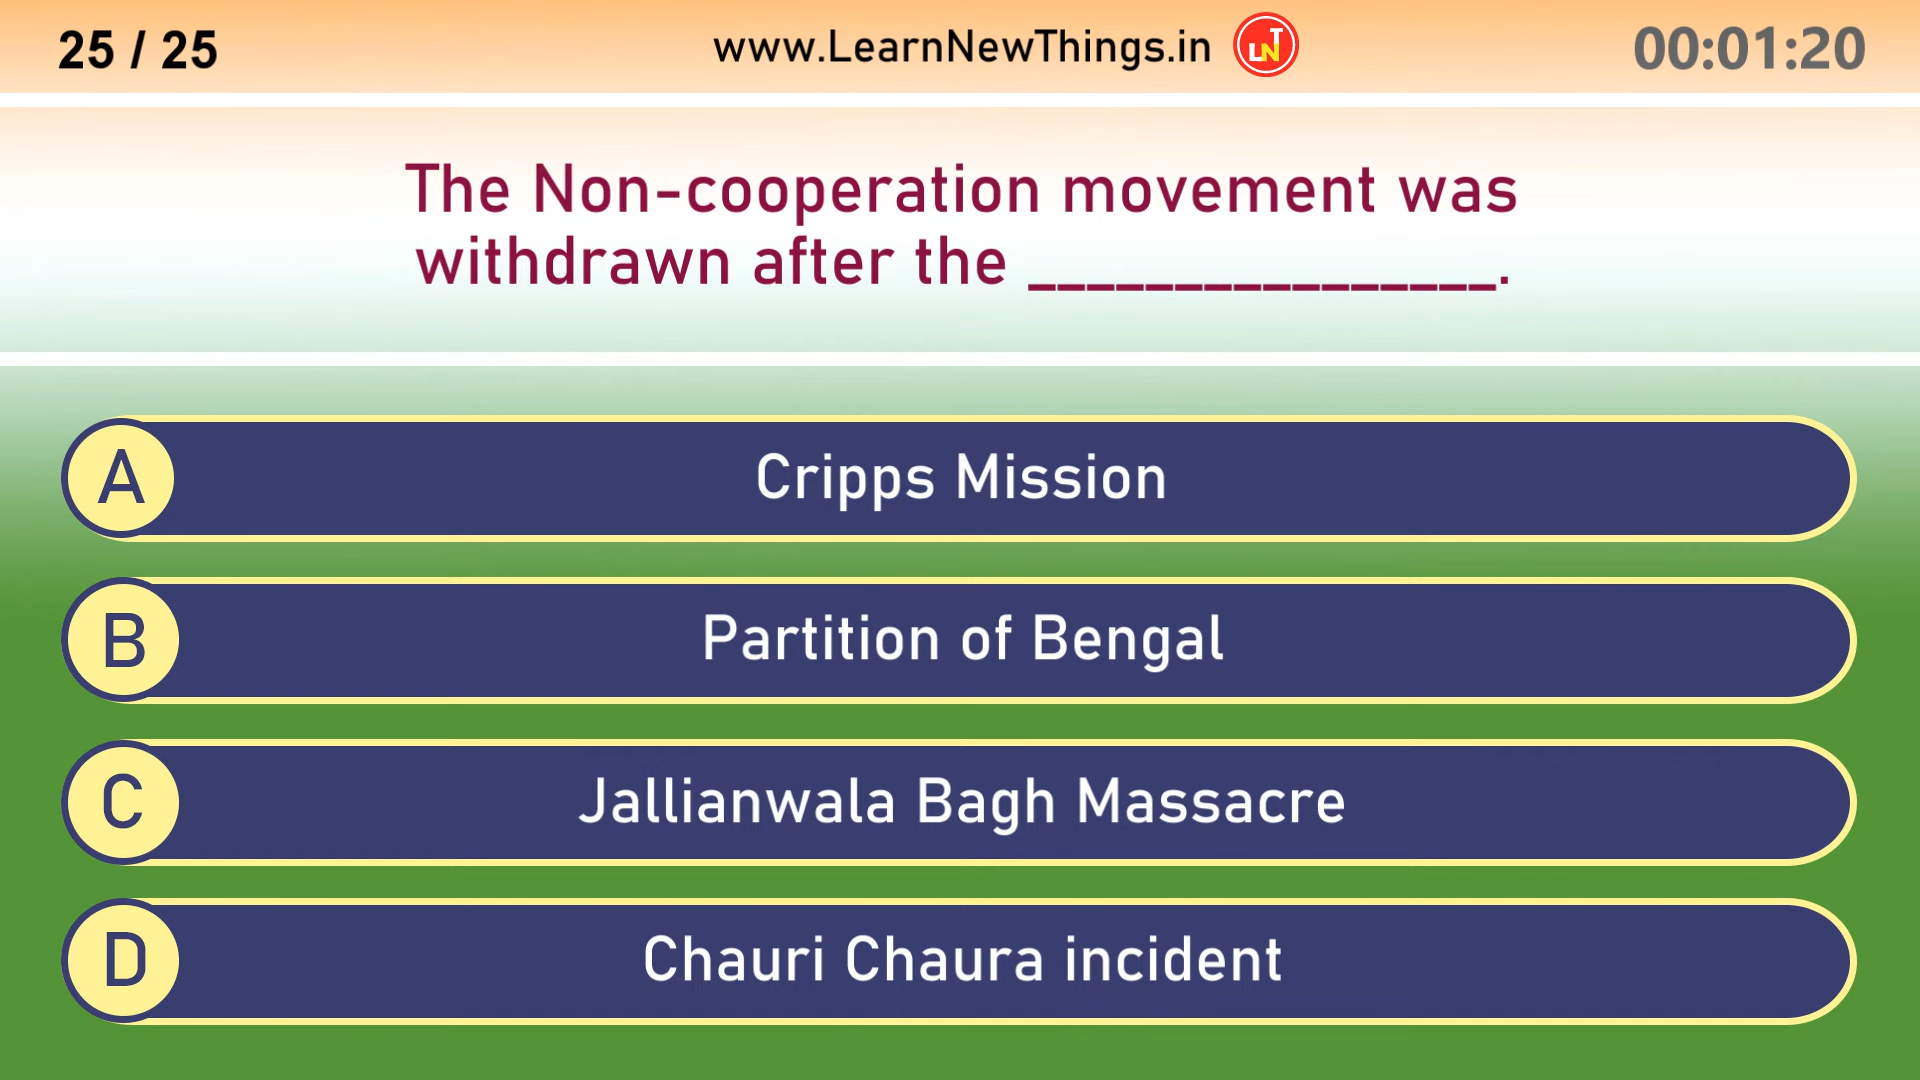 25 / 25
www.LearnNewThings.in
LNT
00:01:20
The Non-cooperation movement was
withdrawn after the ________________.
A
Cripps Mission
B
Partition of Bengal
C
Jallianwala Bagh Massacre
D
Chauri Chaura incident